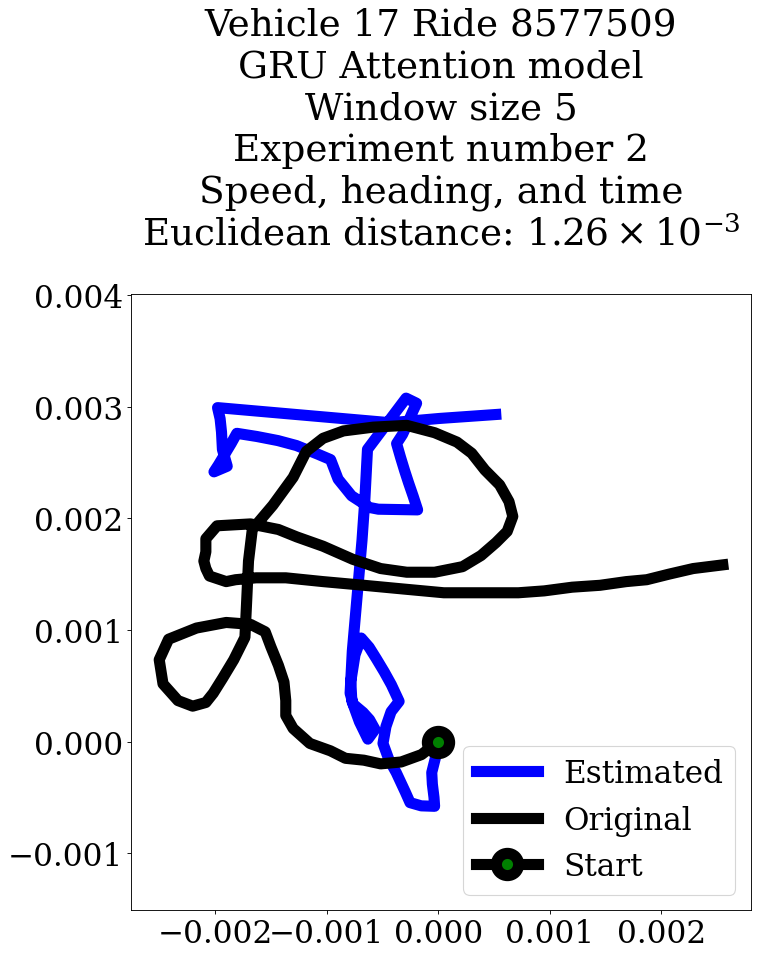 Vehicle 17 Ride 8577509
GRU Attention model
Window size 5
Experiment number 2
Speed, heading, and time
Euclidean distance: 1.26 × 10⁻³
0.004
0.003
0.002
0.001
0.000
−0.001
Estimated
Original
Start
−0.002 −0.001 0.000 0.001 0.002